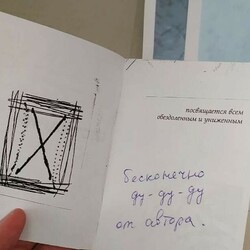 посвящается всем
обездоленным и униженным
бесконечно
ду-ду-ду
от автора.